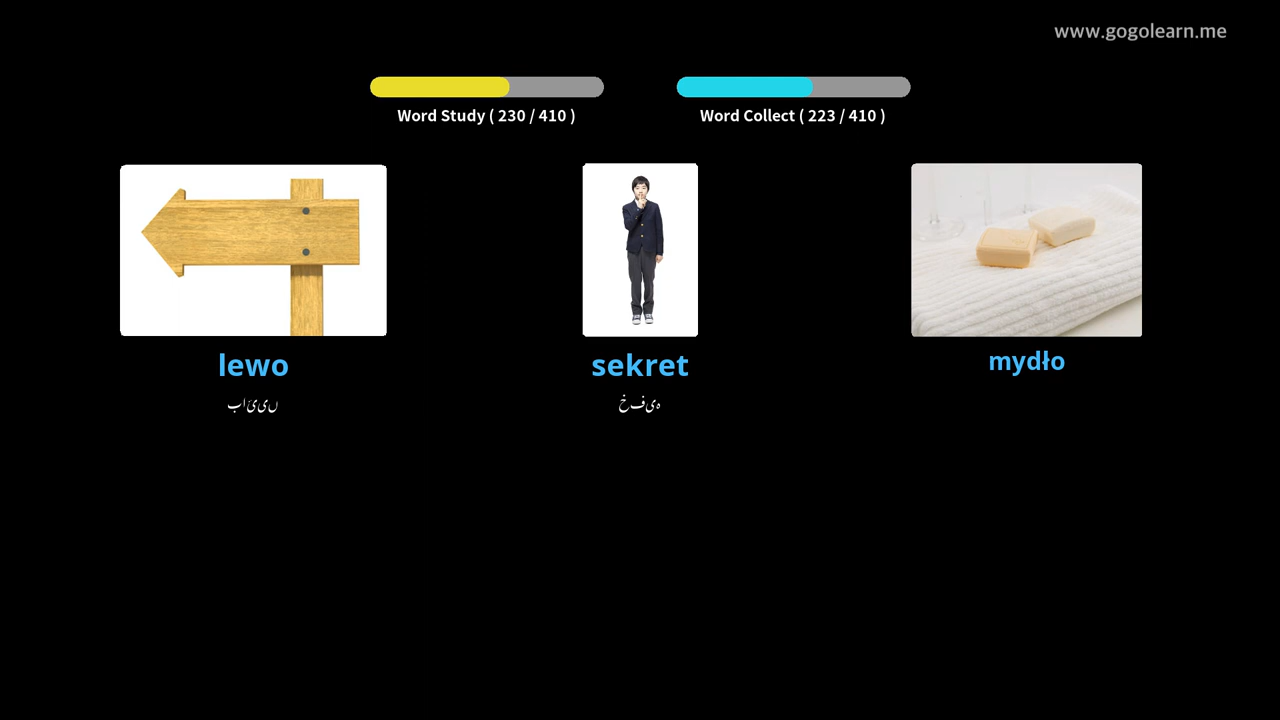 www.gogolearn.me
Word Study ( 230 / 410 )
Word Collect ( 223 / 410 )
lewo
sekret
mydło
بائیں
خفیہ